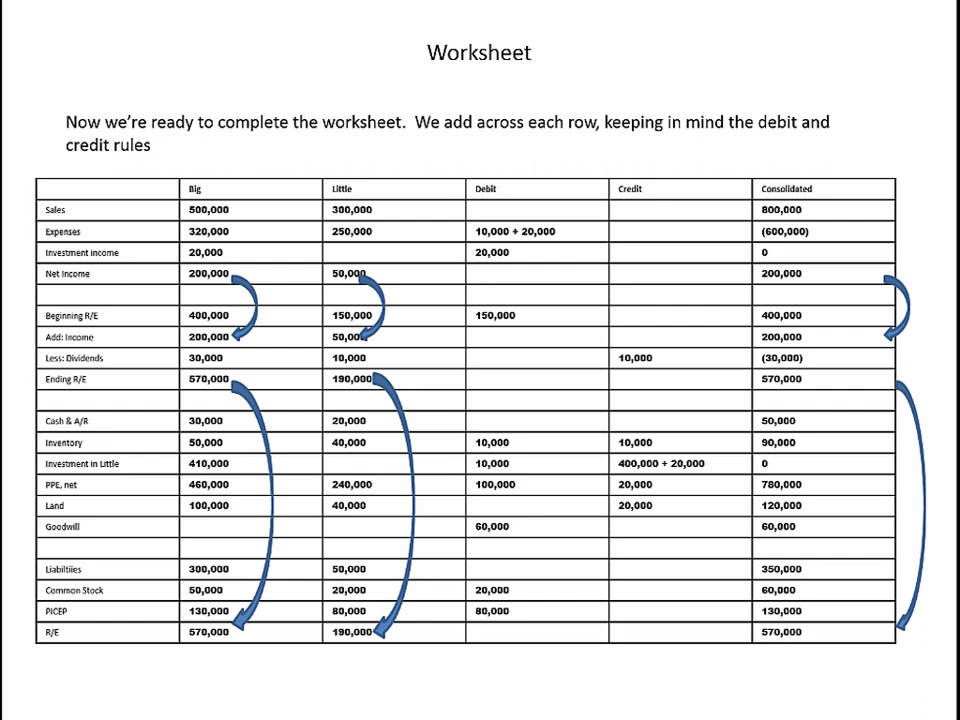 Worksheet
Now we're ready to complete the worksheet. We add across each row, keeping in mind the debit and
credit rules
Big Little Debit Credit Consolidated
Sales 500,000 300,000 800,000
Expenses 320,000 250,000 10,000 + 20,000 (600,000)
Investment income 20,000 20,000 0
Net Income 200,000 50,000 200,000
Beginning R/E 400,000 150,000 150,000 400,000
Add: Income 200,000 50,000 200,000
Less: Dividends 30,000 10,000 10,000 (30,000)
Ending R/E 570,000 190,000 570,000
Cash & A/R 30,000 20,000 50,000
Inventory 50,000 40,000 10,000 10,000 90,000
Investment in Little 410,000 10,000 400,000 + 20,000 0
PPE, net 460,000 240,000 100,000 20,000 780,000
Land 100,000 40,000 20,000 120,000
Goodwill 60,000 60,000
Liabiltiies 300,000 50,000 350,000
Common Stock 50,000 20,000 20,000 60,000
PICEP 130,000 80,000 80,000 130,000
R/E 570,000 190,000 570,000